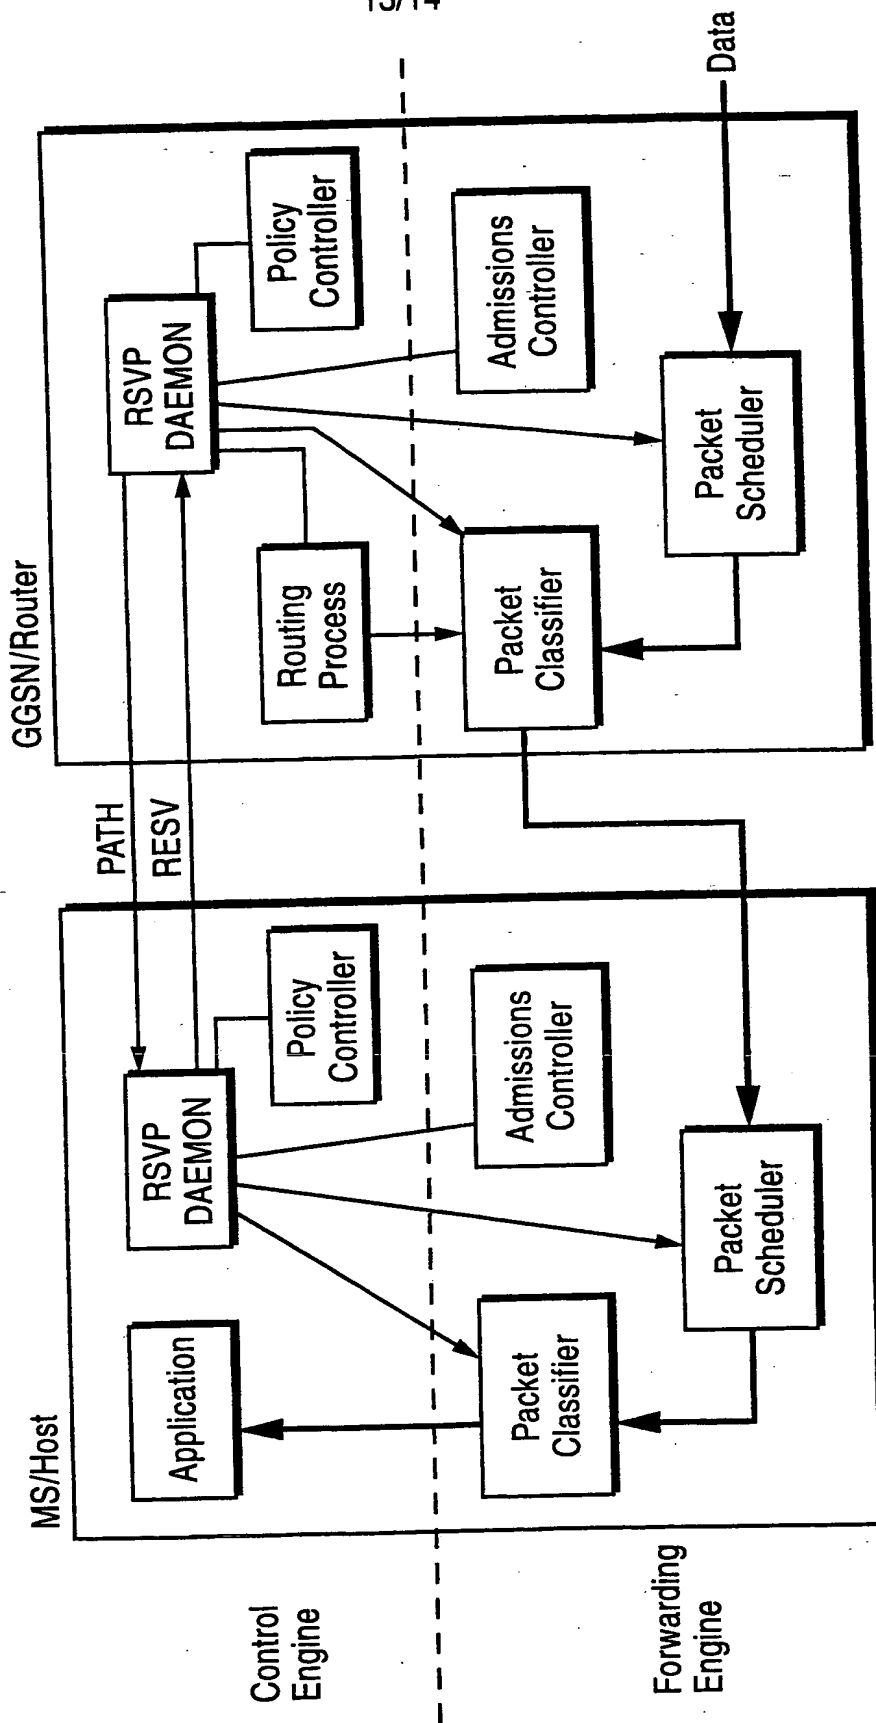 MS/Host
GGSN/Router
PATH
RESV
Control
Engine
Application
RSVP
DAEMON
Policy
Controller
RSVP
DAEMON
Policy
Controller
Routing
Process
Forwarding
Engine
Packet
Classifier
Admissions
Controller
Packet
Scheduler
Packet
Classifier
Admissions
Controller
Packet
Scheduler
Data